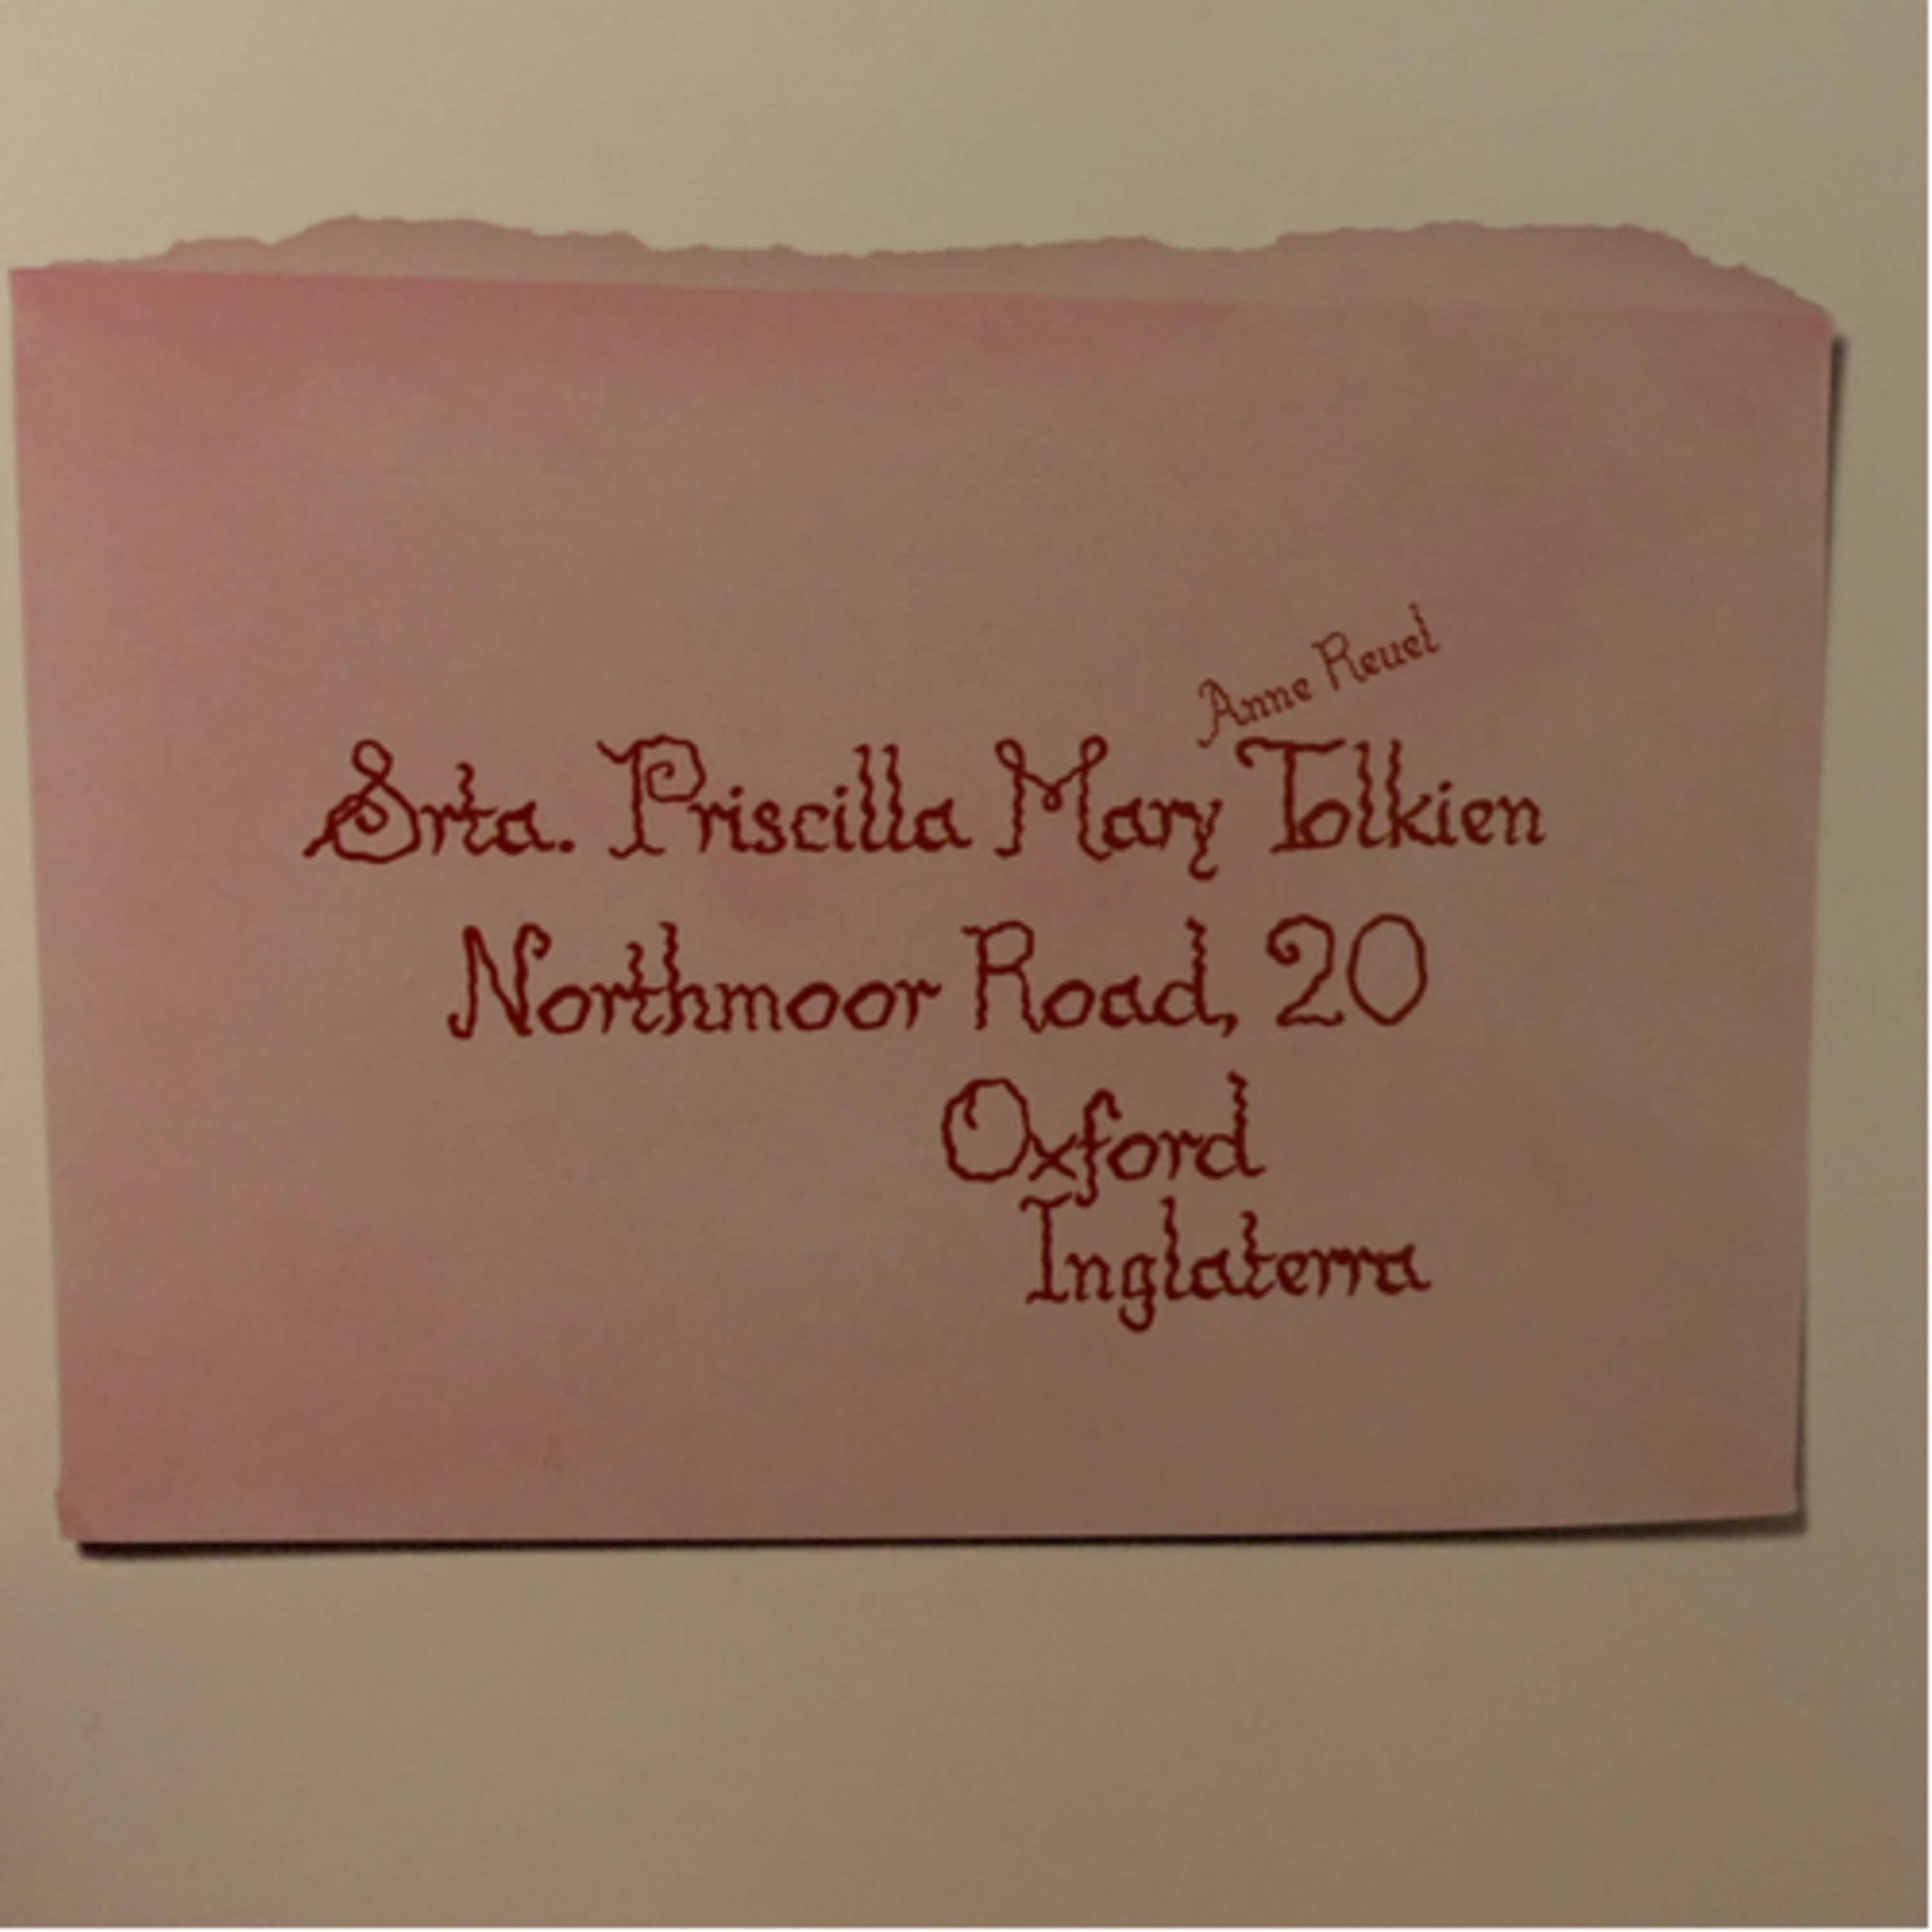 Anne Reuel
Srta. Priscilla Mary Tolkien
Northmoor Road, 20
Oxford
Inglaterra